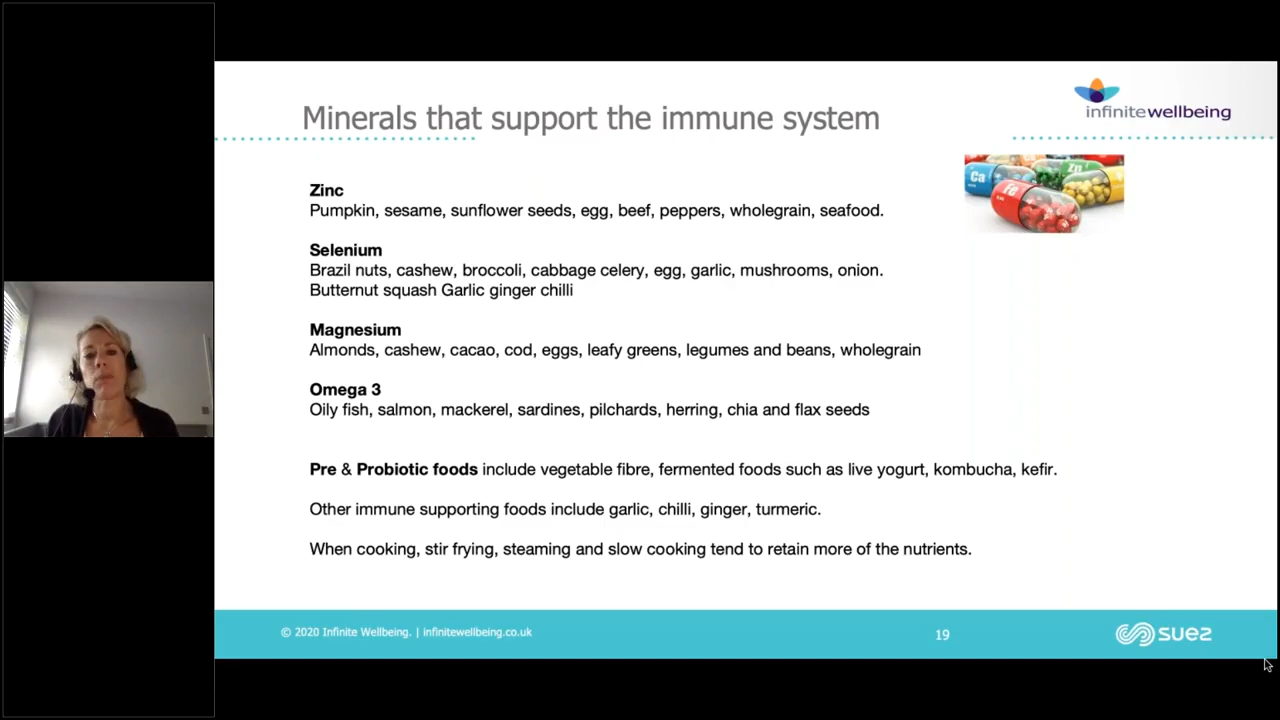 Minerals that support the immune system
infinitewellbeing
Ca
Fe
Zn
Zinc
Pumpkin, sesame, sunflower seeds, egg, beef, peppers, wholegrain, seafood.
Selenium
Brazil nuts, cashew, broccoli, cabbage celery, egg, garlic, mushrooms, onion.
Butternut squash Garlic ginger chilli
Magnesium
Almonds, cashew, cacao, cod, eggs, leafy greens, legumes and beans, wholegrain
Omega 3
Oily fish, salmon, mackerel, sardines, pilchards, herring, chia and flax seeds
Pre & Probiotic foods include vegetable fibre, fermented foods such as live yogurt, kombucha, kefir.
Other immune supporting foods include garlic, chilli, ginger, turmeric.
When cooking, stir frying, steaming and slow cooking tend to retain more of the nutrients.
© 2020 Infinite Wellbeing. | infinitewellbeing.co.uk
19
suez